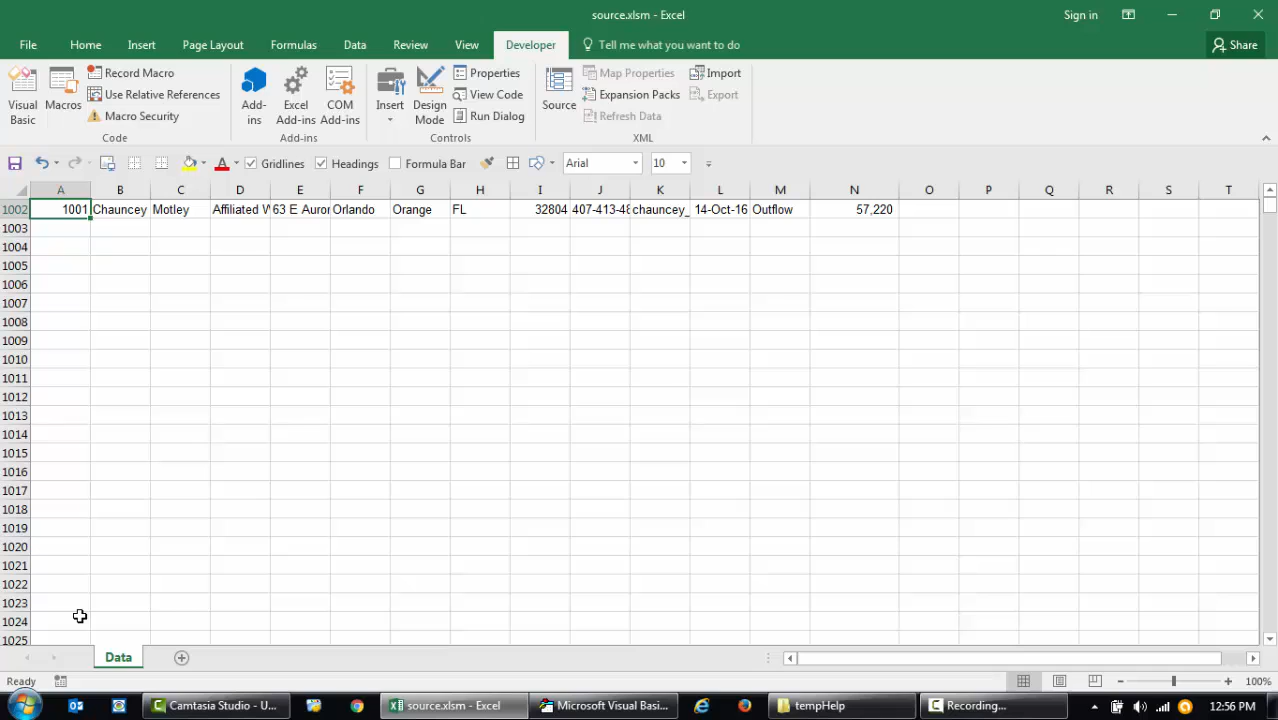 source.xlsm - Excel
Sign in
File Home Insert Page Layout Formulas Data Review View Developer Tell me what you want to do Share
Visual Basic
Macros
Record Macro
Use Relative References
Macro Security
Code
Add-ins
Excel Add-ins
COM Add-ins
Add-ins
Insert
Design Mode
Properties
View Code
Run Dialog
Controls
Source
Map Properties
Expansion Packs
Refresh Data
Import
Export
XML
Gridlines Headings Formula Bar Arial 10
A B C D E F G H I J K L M N O P Q R S T
1002 1001 Chauncey Motley Affiliated W 63 E Auror Orlando Orange FL 32804 407-413-48 chauncey_ 14-Oct-16 Outflow 57,220
1003
1004
1005
1006
1007
1008
1009
1010
1011
1012
1013
1014
1015
1016
1017
1018
1019
1020
1021
1022
1023
1024
1025
Data
Ready 100%
Camtasia Studio - U... source.xlsm - Excel Microsoft Visual Basi... tempHelp Recording... 12:56 PM